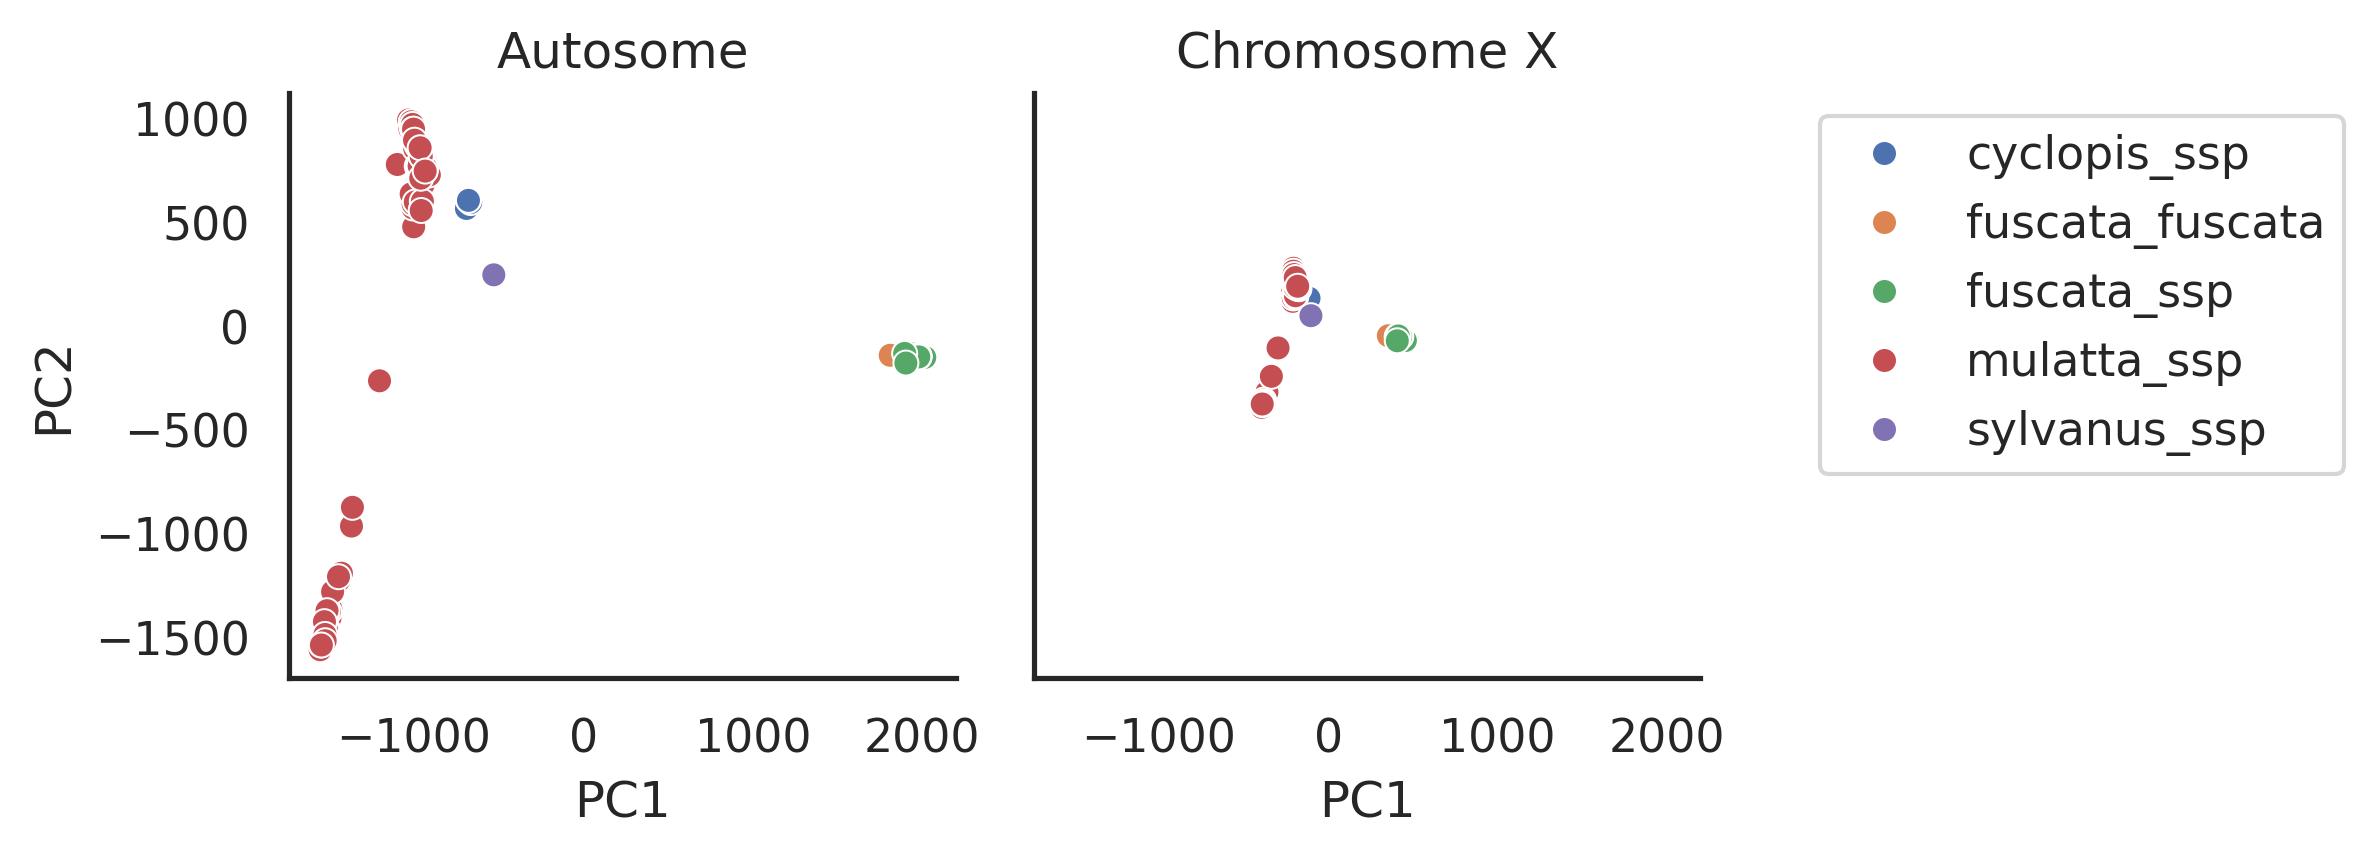 Autosome
Chromosome X
1000
500
0
−500
−1000
−1500
PC2
−1000 0 1000 2000
−1000 0 1000 2000
PC1
PC1
cyclopis_ssp
fuscata_fuscata
fuscata_ssp
mulatta_ssp
sylvanus_ssp